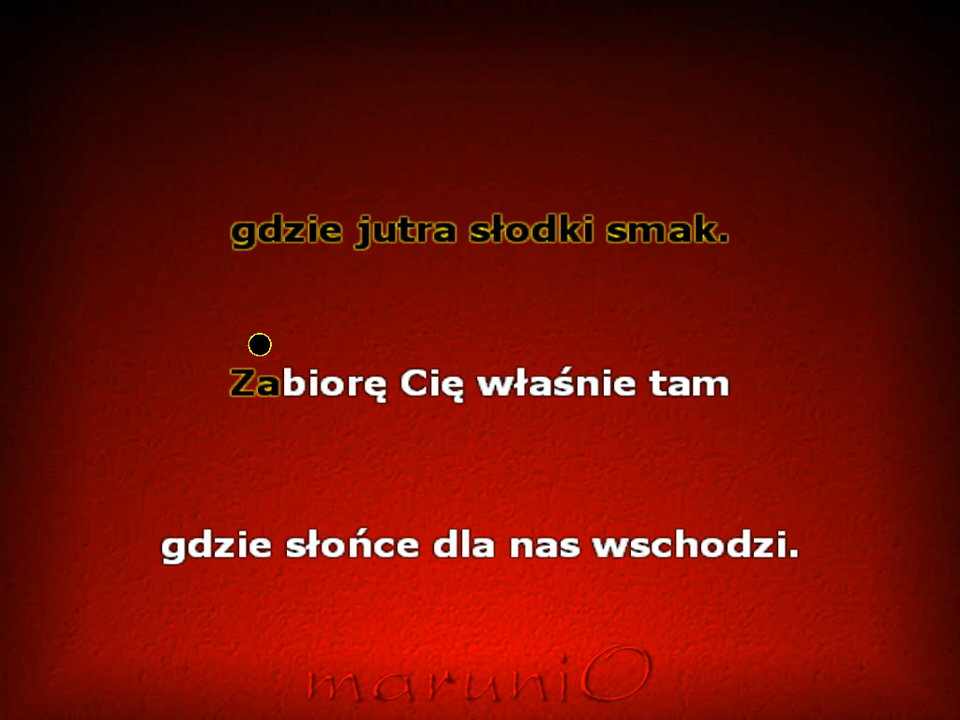 gdzie jutra słodki smak.
Zabiorę Cię właśnie tam
gdzie słońce dla nas wschodzi.
maruniO